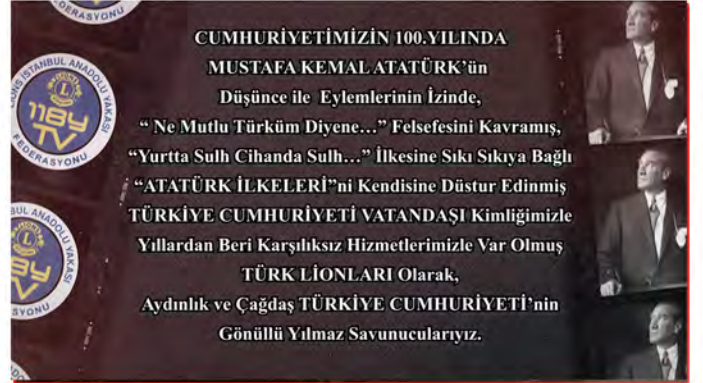 FEDERASYONU
CUMHURİYETİMİZİN 100.YILINDA
MUSTAFA KEMAL ATATÜRK’ün
Düşünce ile Eylemlerinin İzinde,
“ Ne Mutlu Türküm Diyene…” Felsefesini Kavramış,
“Yurtta Sulh Cihanda Sulh…” İlkesine Sıkı Sıkıya Bağlı
“ATATÜRK İLKELERİ”ni Kendisine Düstur Edinmiş
TÜRKİYE CUMHURİYETİ VATANDAŞI Kimliğimizle
Yıllardan Beri Karşılıksız Hizmetlerimizle Var Olmuş
TÜRK LİONLARI Olarak,
Aydınlık ve Çağdaş TÜRKİYE CUMHURİYETİ’nin
Gönüllü Yılmaz Savunucularıyız.
LIONS İSTANBUL ANADOLU YAKASI
L
118Y
TV
FEDERASYONU